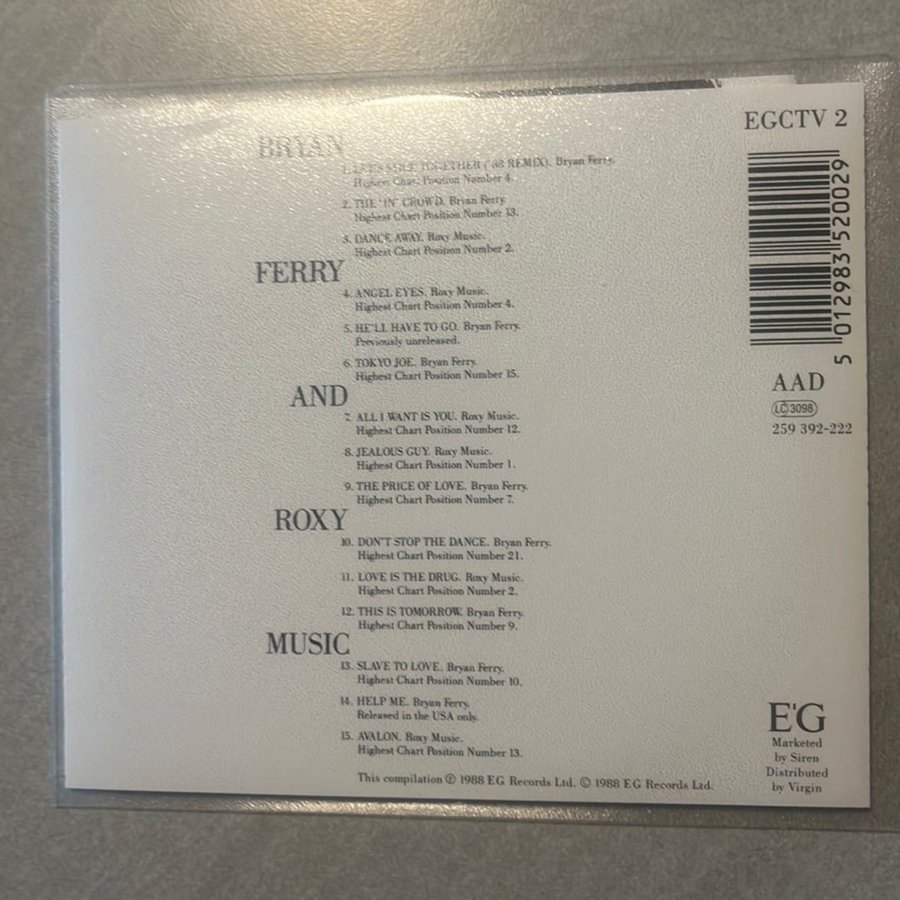 BRYAN
1. LET'S STICK TOGETHER ('88 REMIX). Bryan Ferry.
Highest Chart Position Number 4.
2. THE 'IN' CROWD. Bryan Ferry.
Highest Chart Position Number 13.
3. DANCE AWAY. Roxy Music.
Highest Chart Position Number 2.
FERRY
4. ANGEL EYES. Roxy Music.
Highest Chart Position Number 4.
5. HE'LL HAVE TO GO. Bryan Ferry.
Previously unreleased.
6. TOKYO JOE. Bryan Ferry.
Highest Chart Position Number 15.
AND
7. ALL I WANT IS YOU. Roxy Music.
Highest Chart Position Number 12.
8. JEALOUS GUY. Roxy Music.
Highest Chart Position Number 1.
9. THE PRICE OF LOVE. Bryan Ferry.
Highest Chart Position Number 7.
ROXY
10. DON'T STOP THE DANCE. Bryan Ferry.
Highest Chart Position Number 21.
11. LOVE IS THE DRUG. Roxy Music.
Highest Chart Position Number 2.
12. THIS IS TOMORROW. Bryan Ferry.
Highest Chart Position Number 9.
MUSIC
13. SLAVE TO LOVE. Bryan Ferry.
Highest Chart Position Number 10.
14. HELP ME. Bryan Ferry.
Released in the USA only.
15. AVALON. Roxy Music.
Highest Chart Position Number 13.
This compilation ℗ 1988 EG Records Ltd. © 1988 EG Records Ltd.
EGCTV 2
5 012983 520029
AAD
LC 3098
259 392-222
E'G
Marketed
by Siren
Distributed
by Virgin